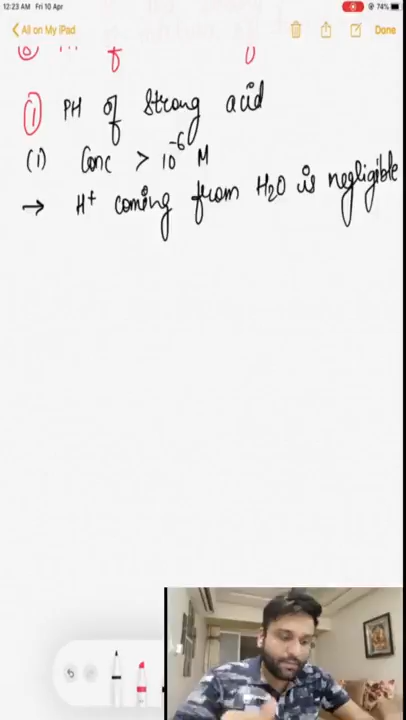 12:23 AM Fri 10 Apr
74%
All on My iPad
Done
① PH of Strong acid
(1) Conc > 10⁻⁶ M
→ H⁺ coming from H₂O is negligible